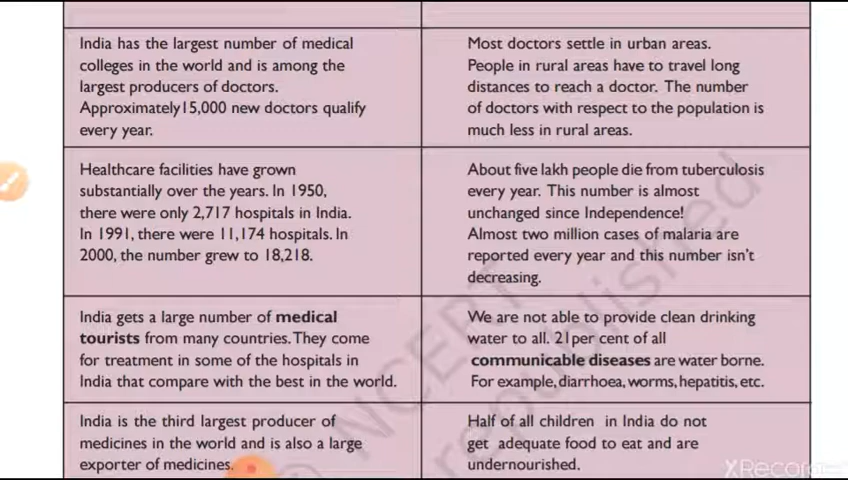 India has the largest number of medical
colleges in the world and is among the
largest producers of doctors.
Approximately15,000 new doctors qualify
every year.
Most doctors settle in urban areas.
People in rural areas have to travel long
distances to reach a doctor. The number
of doctors with respect to the population is
much less in rural areas.
Healthcare facilities have grown
substantially over the years. In 1950,
there were only 2,717 hospitals in India.
In 1991, there were 11,174 hospitals. In
2000, the number grew to 18,218.
About five lakh people die from tuberculosis
every year. This number is almost
unchanged since Independence!
Almost two million cases of malaria are
reported every year and this number isn't
decreasing.
India gets a large number of medical
tourists from many countries. They come
for treatment in some of the hospitals in
India that compare with the best in the world.
We are not able to provide clean drinking
water to all. 21per cent of all
communicable diseases are water borne.
For example, diarrhoea, worms, hepatitis, etc.
India is the third largest producer of
medicines in the world and is also a large
exporter of medicines.
Half of all children in India do not
get adequate food to eat and are
undernourished.
© NCERT
republished
XRecorder